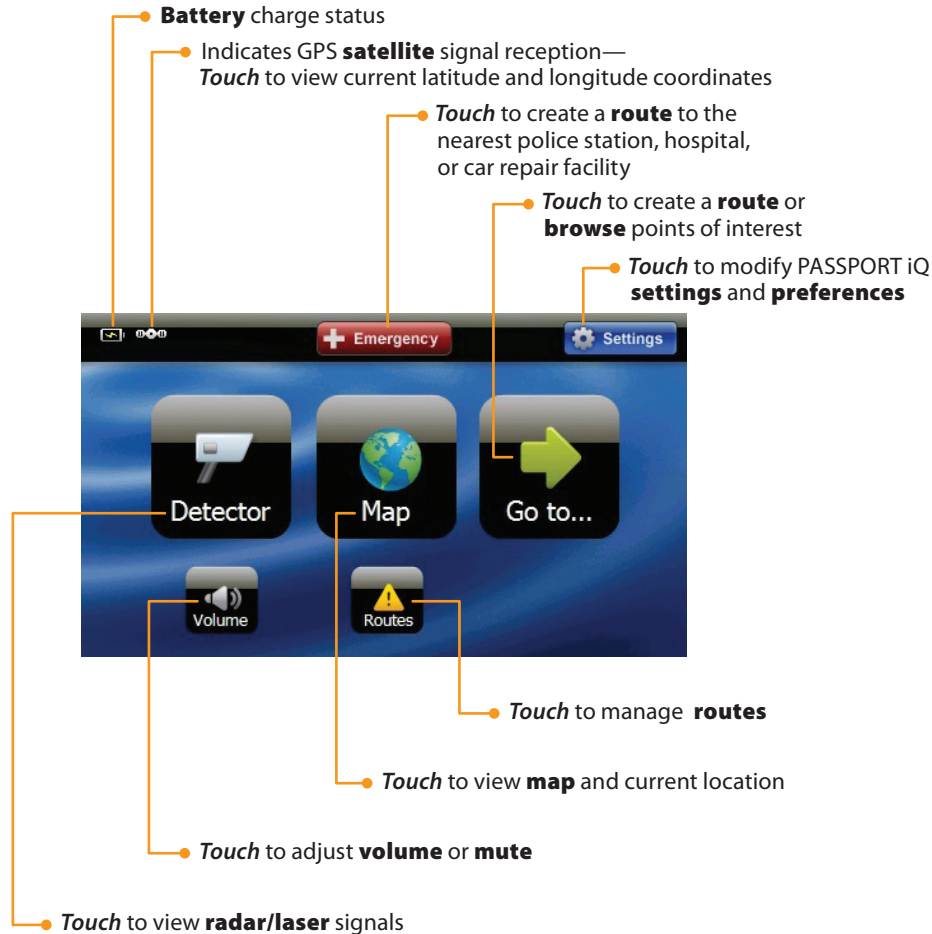 Battery charge status
Indicates GPS satellite signal reception—
Touch to view current latitude and longitude coordinates
Touch to create a route to the
nearest police station, hospital,
or car repair facility
Touch to create a route or
browse points of interest
Touch to modify PASSPORT iQ
settings and preferences
Emergency
Settings
Detector
Map
Go to...
Volume
Routes
Touch to manage routes
Touch to view map and current location
Touch to adjust volume or mute
Touch to view radar/laser signals